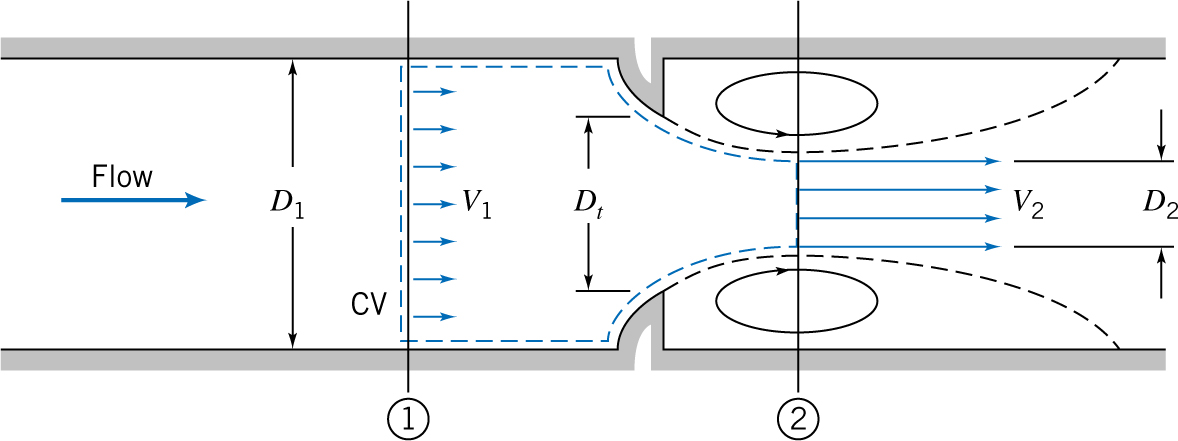 Flow
D₁
V₁
Dₜ
V₂
D₂
CV
①
②